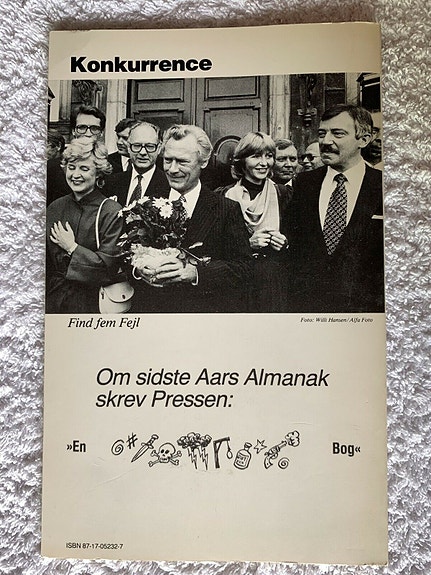 Konkurrence
Find fem Fejl
Foto: Willi Hansen/Alfa Foto
Om sidste Aars Almanak
skrev Pressen:
»En @#
Bog«
ISBN 87-17-05232-7